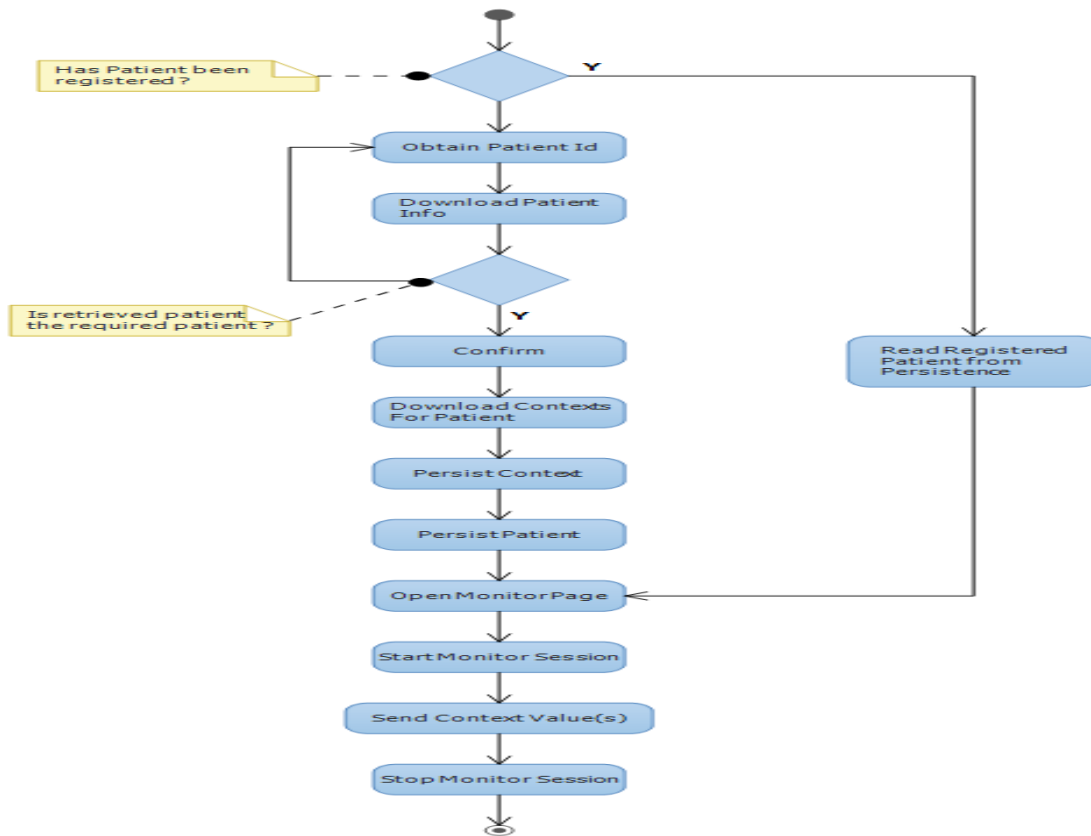 Has Patient been
registered ?
Y
Obtain Patient Id
Download Patient
Info
Is retrieved patient
the required patient ?
Y
Confirm
Read Registered
Patient from
Persistence
Download Contexts
For Patient
Persist Context
Persist Patient
Open Monitor Page
Start Monitor Session
Send Context Value(s)
Stop Monitor Session